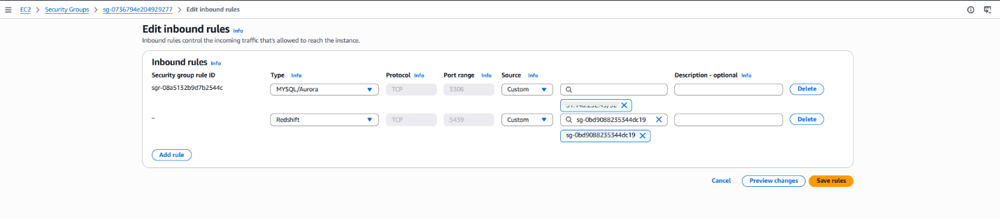 EC2 > Security Groups > sg-0736794e204929277 > Edit inbound rules
Edit inbound rules Info
Inbound rules control the incoming traffic that's allowed to reach the instance.
Inbound rules Info
Security group rule ID Type Info Protocol Info Port range Info Source Info Description - optional Info
sgr-08a5132b9d7b2544c MYSQL/Aurora TCP 3306 Custom Delete
– Redshift TCP 5439 Custom sg-0bd9088235344dc19 Delete
sg-0bd9088235344dc19
Add rule
Cancel Preview changes Save rules